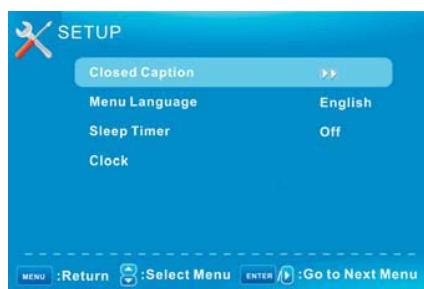 SETUP
Closed Caption
Menu Language English
Sleep Timer Off
Clock
MENU :Return :Select Menu ENTER / :Go to Next Menu